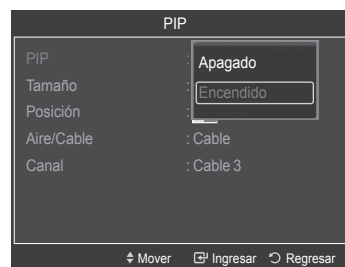 PIP
PIP :
Apagado
Encendido
Tamaño :
Posición :
Aire/Cable : Cable
Canal : Cable 3
Mover Ingresar Regresar